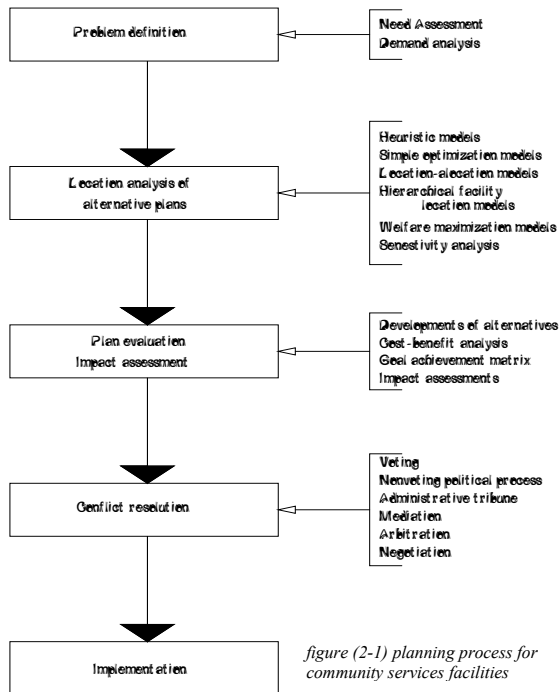 Problem definition
Need Assessment
Demand analysis
Location analysis of
alternative plans
Heuristic models
Simple optimization models
Location-alocation models
Hierarchical facility
location models
Welfare maximization models
Senestivity analysis
Plan evaluation
Impact assessment
Developments of alternatives
Cost-benefit analysis
Goal achievement matrix
Impact assessments
Conflict resolution
Voting
Nonvoting political process
Administrative tribune
Mediation
Arbitration
Negotiation
Implementation
figure (2-1) planning process for
community services facilities